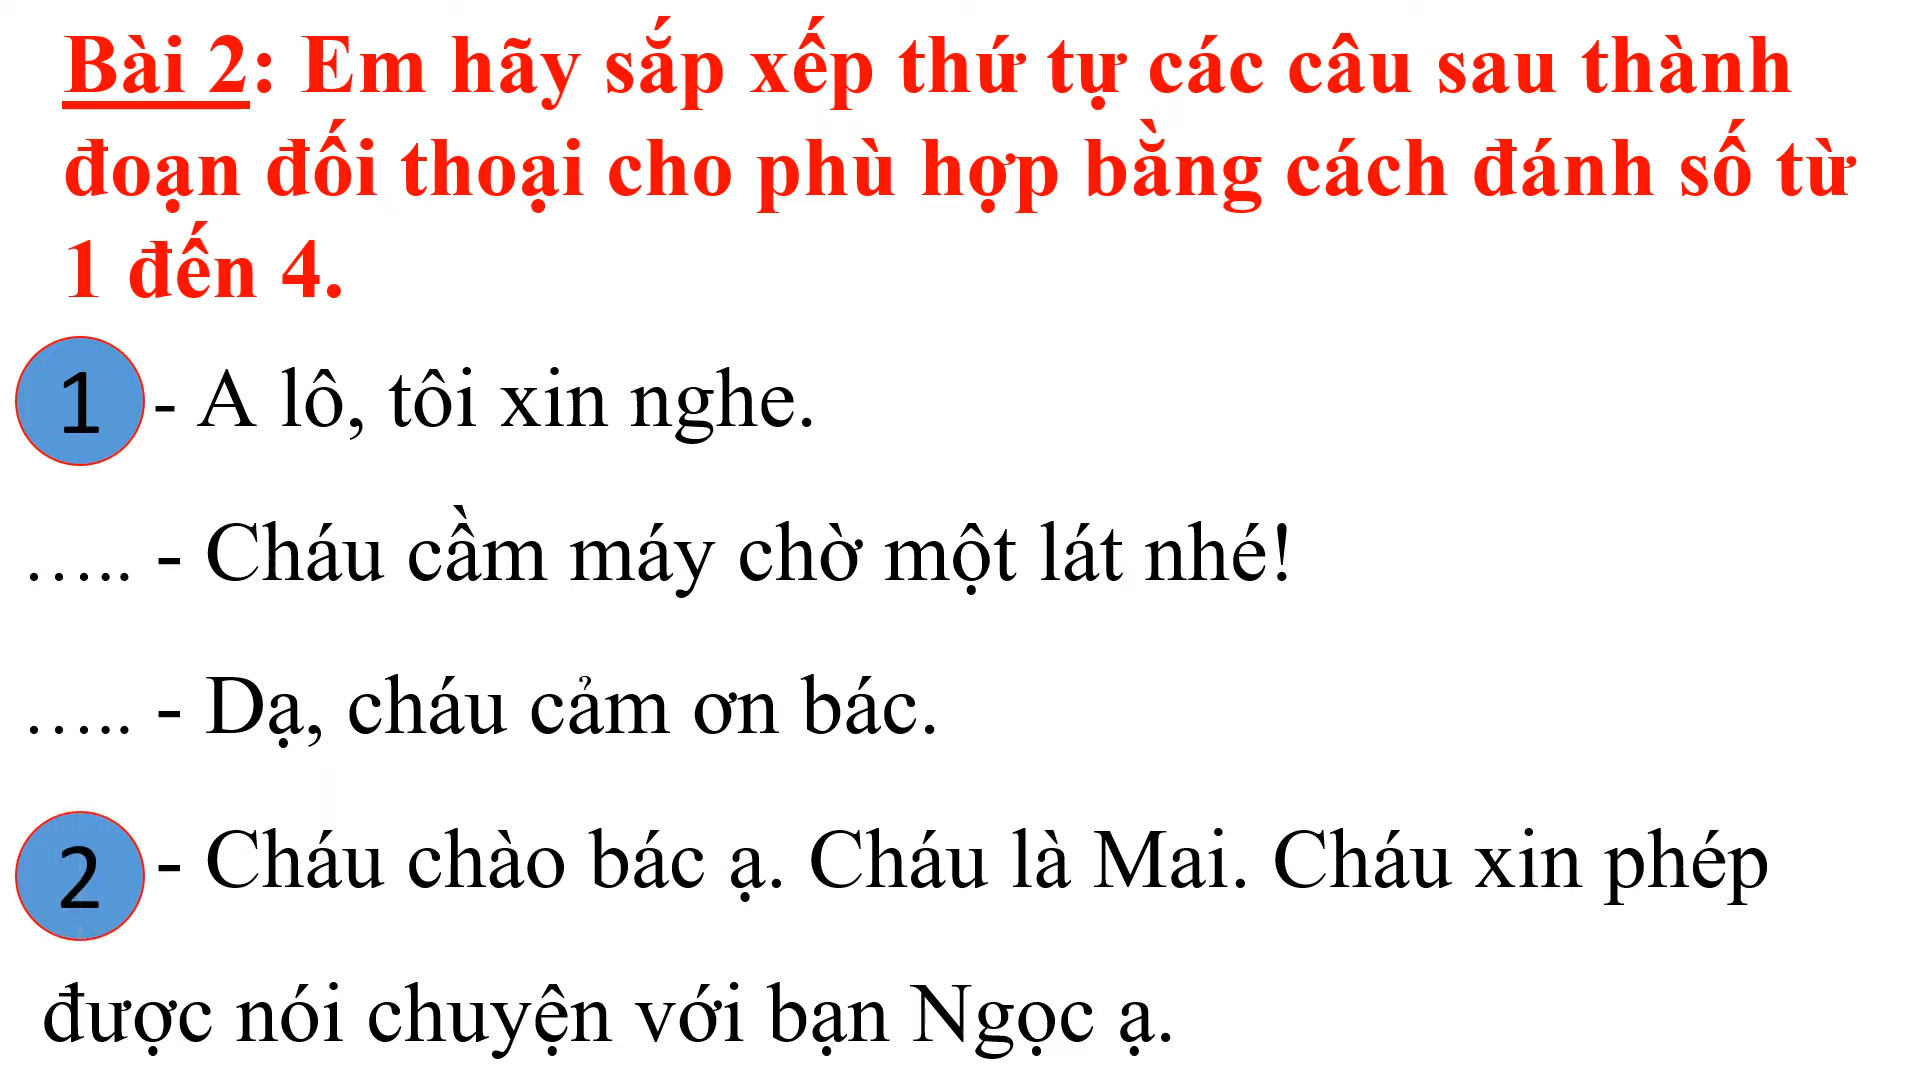 Bài 2: Em hãy sắp xếp thứ tự các câu sau thành
đoạn đối thoại cho phù hợp bằng cách đánh số từ
1 đến 4.
1 - A lô, tôi xin nghe.
….. - Cháu cầm máy chờ một lát nhé!
….. - Dạ, cháu cảm ơn bác.
2 - Cháu chào bác ạ. Cháu là Mai. Cháu xin phép
được nói chuyện với bạn Ngọc ạ.